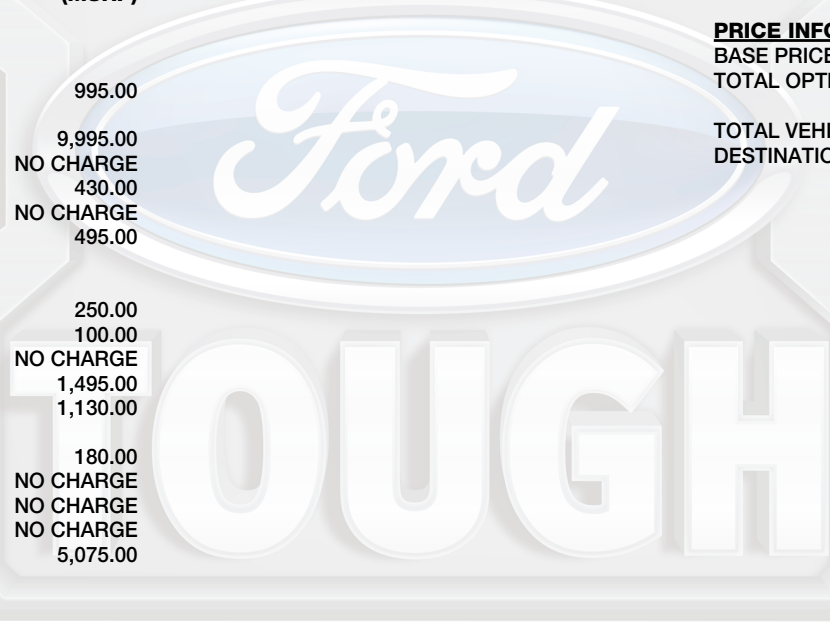 (MSRP)
995.00
9,995.00
NO CHARGE
430.00
NO CHARGE
495.00
250.00
100.00
NO CHARGE
1,495.00
1,130.00
180.00
NO CHARGE
NO CHARGE
NO CHARGE
5,075.00
PRICE INFO
BASE PRICE
TOTAL OPTI
TOTAL VEHI
DESTINATIO
Ford
TOUGH